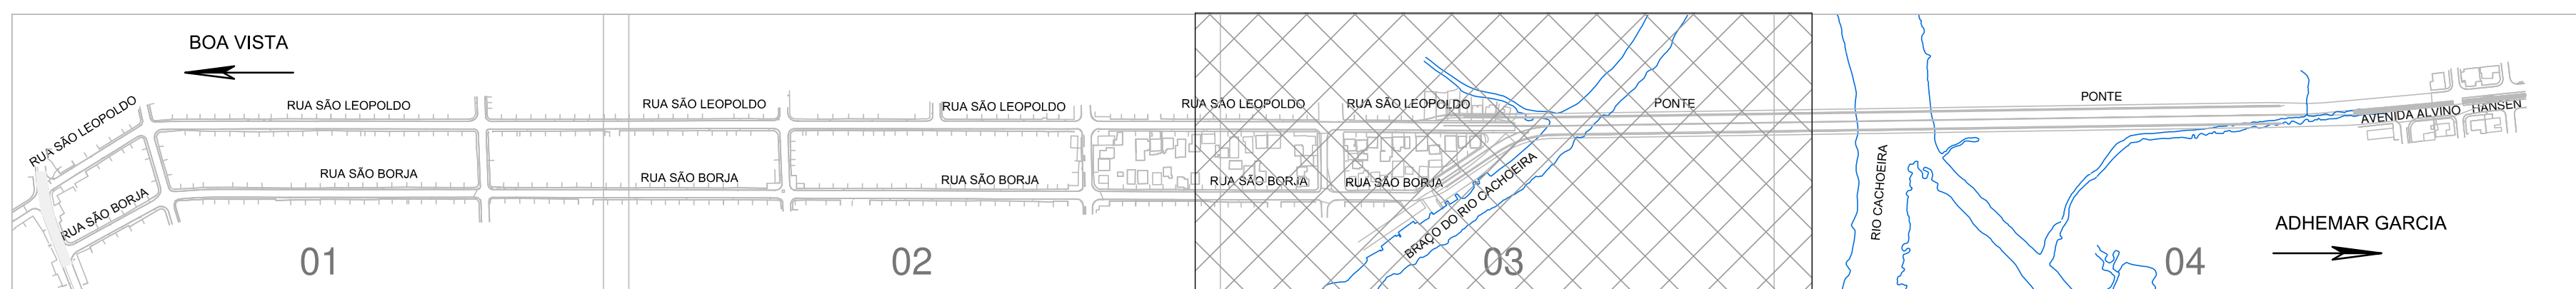 BOA VISTA
RUA SÃO LEOPOLDO
RUA SÃO LEOPOLDO
RUA SÃO LEOPOLDO
RUA SÃO LEOPOLDO
RUA SÃO LEOPOLDO
RUA SÃO LEOPOLDO
PONTE
PONTE
AVENIDA ALVINO HANSEN
RUA SÃO BORJA
RUA SÃO BORJA
RUA SÃO BORJA
RUA SÃO BORJA
RUA SÃO BORJA
RUA SÃO BORJA
BRAÇO DO RIO CACHOEIRA
RIO CACHOEIRA
ADHEMAR GARCIA
01
02
03
04